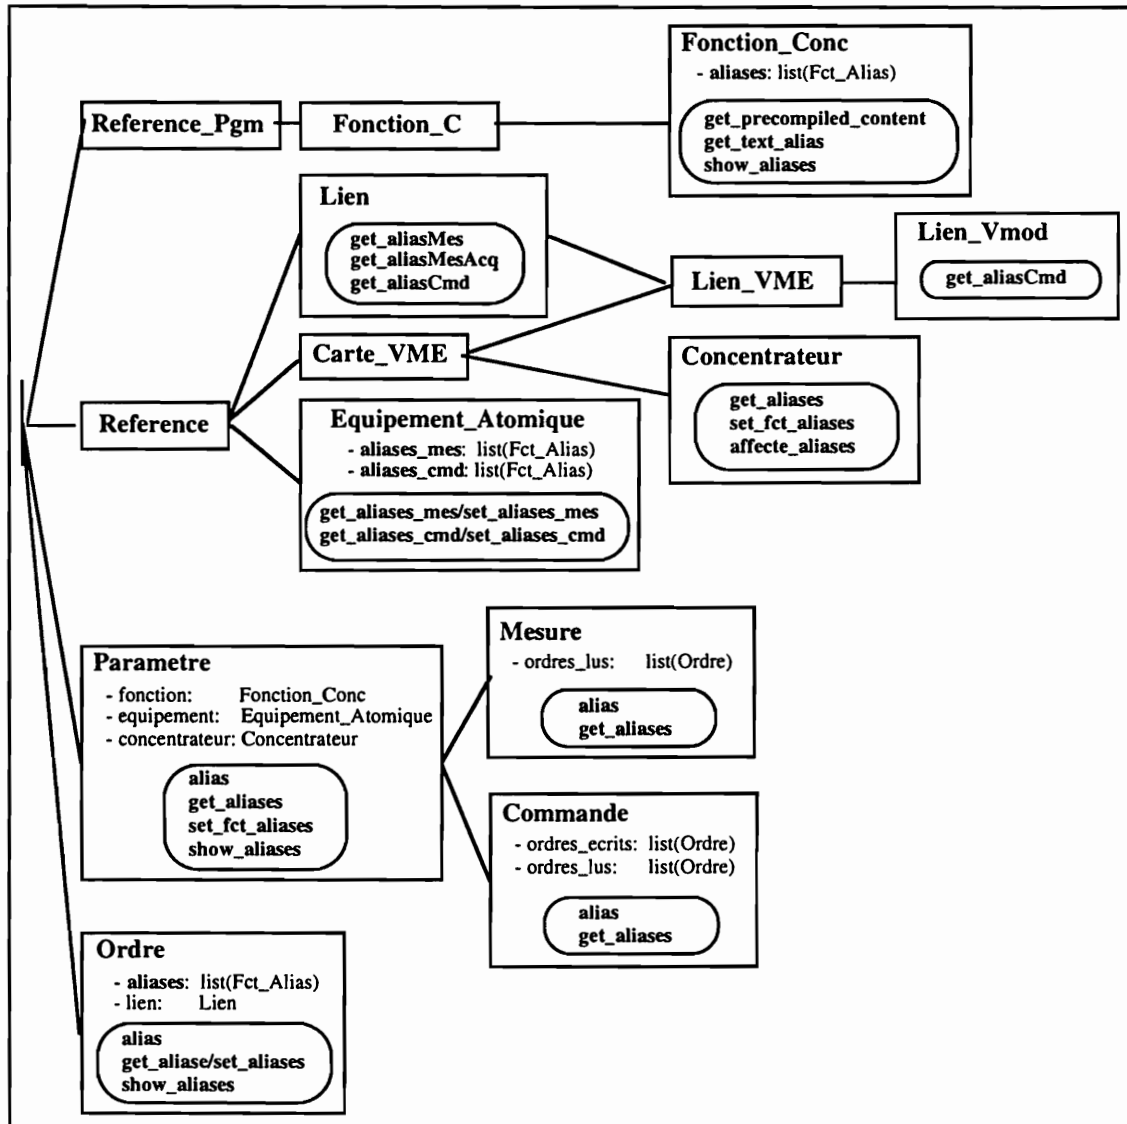 Fonction_Conc
- aliases: list(Fct_Alias)
get_precompiled_content
get_text_alias
show_aliases
Reference_Pgm
Fonction_C
Lien
get_aliasMes
get_aliasMesAcq
get_aliasCmd
Lien_VME
Lien_Vmod
get_aliasCmd
Carte_VME
Concentrateur
get_aliases
set_fct_aliases
affecte_aliases
Reference
Equipement_Atomique
- aliases_mes: list(Fct_Alias)
- aliases_cmd: list(Fct_Alias)
get_aliases_mes/set_aliases_mes
get_aliases_cmd/set_aliases_cmd
Parametre
- fonction: Fonction_Conc
- equipement: Equipement_Atomique
- concentrateur: Concentrateur
alias
get_aliases
set_fct_aliases
show_aliases
Mesure
- ordres_lus: list(Ordre)
alias
get_aliases
Commande
- ordres_ecrits: list(Ordre)
- ordres_lus: list(Ordre)
alias
get_aliases
Ordre
- aliases: list(Fct_Alias)
- lien: Lien
alias
get_aliase/set_aliases
show_aliases